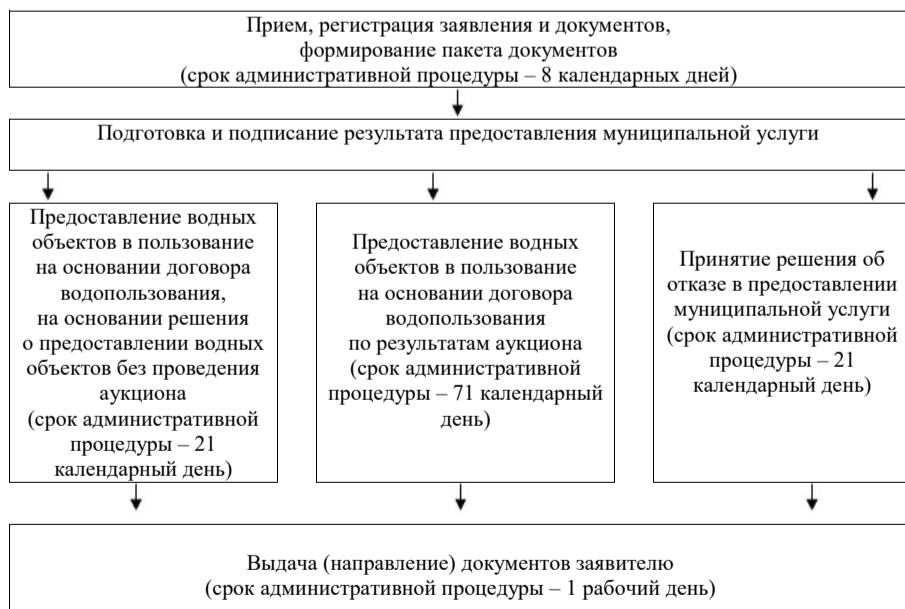 Прием, регистрация заявления и документов,
формирование пакета документов
(срок административной процедуры – 8 календарных дней)
Подготовка и подписание результата предоставления муниципальной услуги
Предоставление водных
объектов в пользование
на основании договора
водопользования,
на основании решения
о предоставлении водных
объектов без проведения
аукциона
(срок административной
процедуры – 21
календарный день)
Предоставление водных
объектов в пользование
на основании договора
водопользования
по результатам аукциона
(срок административной
процедуры – 71 календарный
день)
Принятие решения об
отказе в предоставлении
муниципальной услуги
(срок административной
процедуры – 21
календарный день)
Выдача (направление) документов заявителю
(срок административной процедуры – 1 рабочий день)